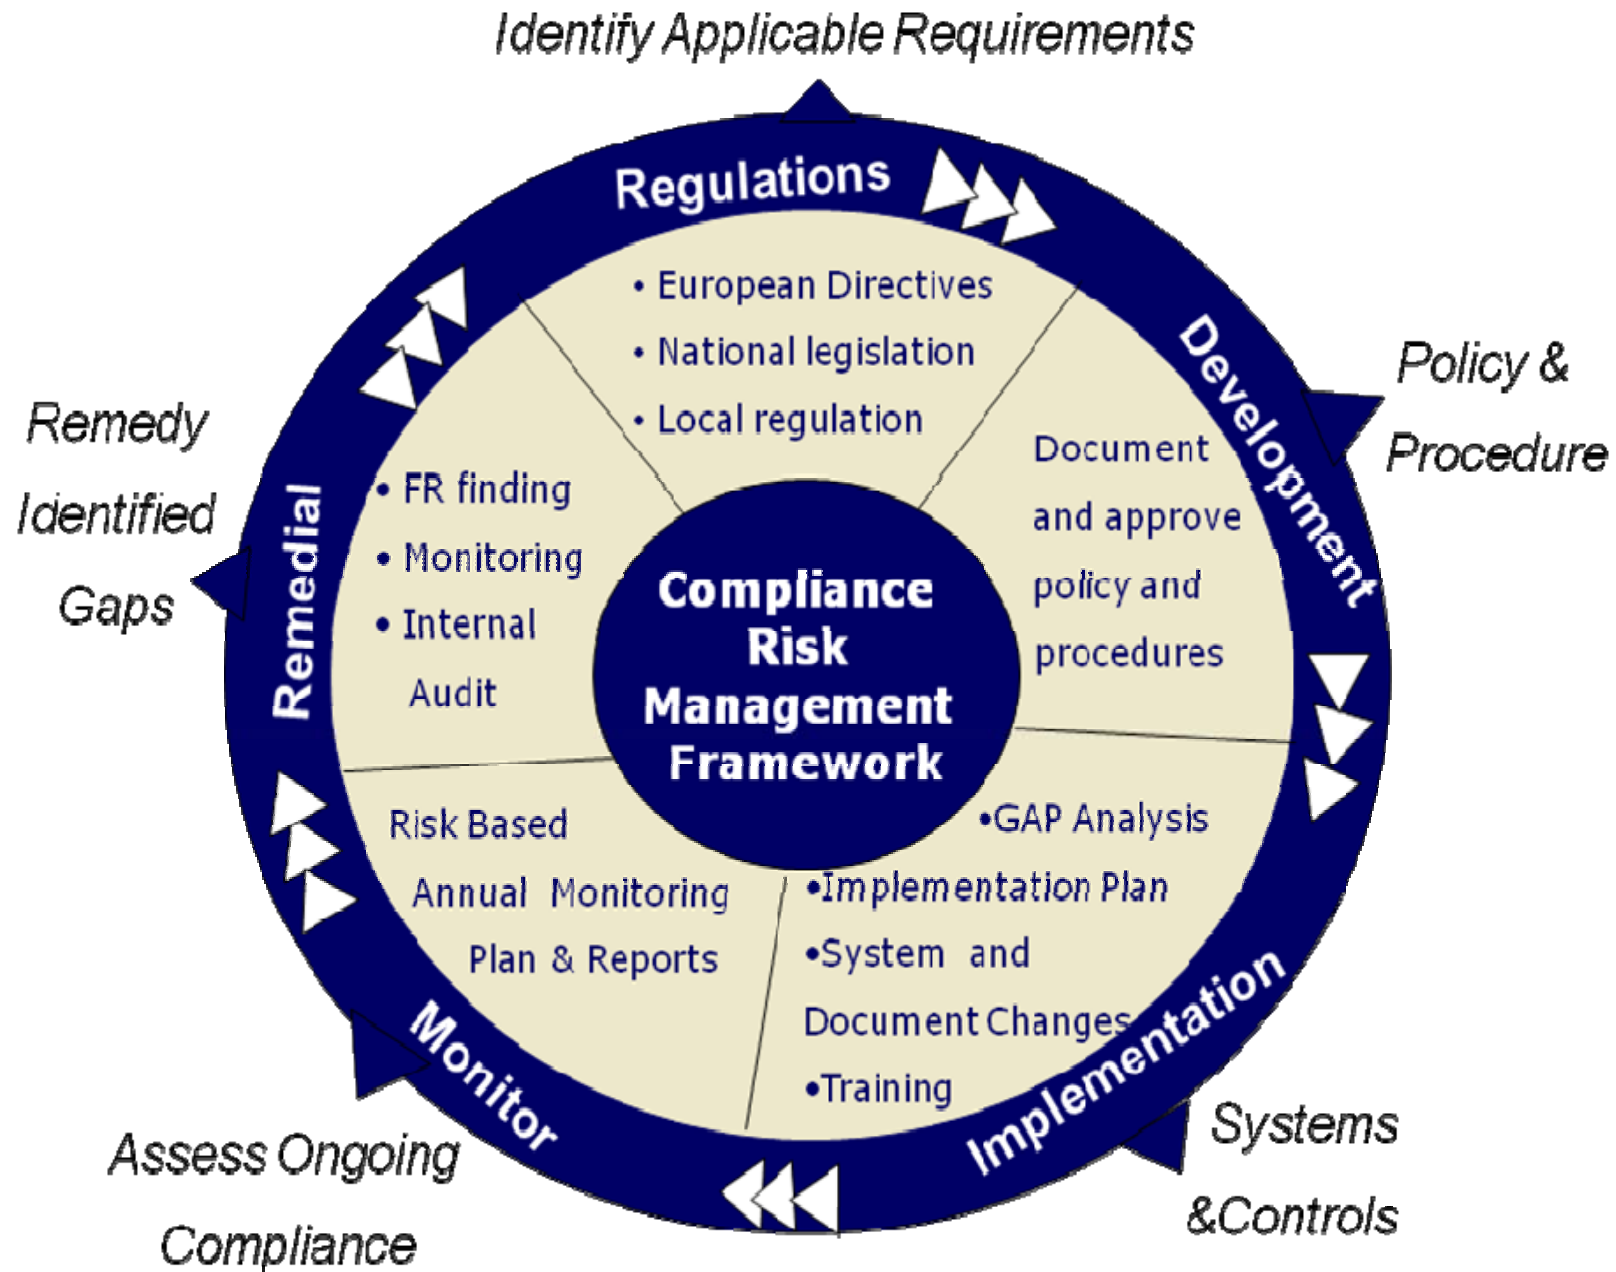 Identify Applicable Requirements
Regulations
• European Directives
• National legislation
• Local regulation
Development
Policy &
Procedure
Document
and approve
policy and
procedures
Compliance
Risk
Management
Framework
•GAP Analysis
•Implementation Plan
•System and
Document Changes
•Training
Implementation
Systems
&Controls
Risk Based
Annual Monitoring
Plan & Reports
Monitor
Assess Ongoing
Compliance
• FR finding
• Monitoring
• Internal
Audit
Remedial
Remedy
Identified
Gaps